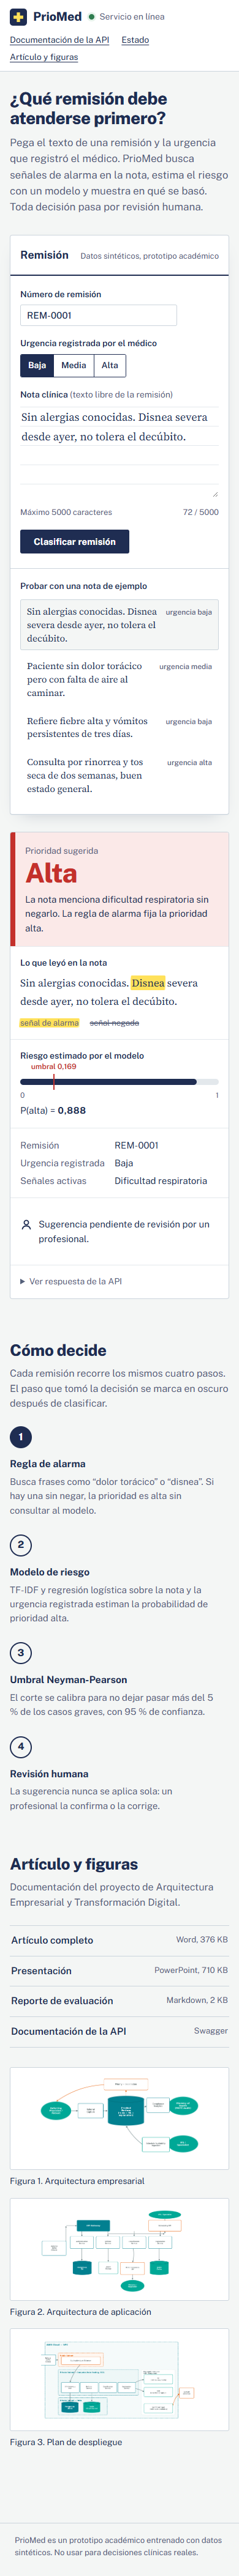 PrioMed
Servicio en línea
Documentación de la API
Estado
Artículo y figuras
¿Qué remisión debe
atenderse primero?
Pega el texto de una remisión y la urgencia
que registró el médico. PrioMed busca
señales de alarma en la nota, estima el riesgo
con un modelo y muestra en qué se basó.
Toda decisión pasa por revisión humana.
Remisión
Datos sintéticos, prototipo académico
Número de remisión
REM-0001
Urgencia registrada por el médico
Baja
Media
Alta
Nota clínica (texto libre de la remisión)
Sin alergias conocidas. Disnea severa
desde ayer, no tolera el decúbito.
Máximo 5000 caracteres
72 / 5000
Clasificar remisión
Probar con una nota de ejemplo
Sin alergias conocidas. Disnea
severa desde ayer, no tolera el
decúbito.
urgencia baja
Paciente sin dolor torácico
pero con falta de aire al
caminar.
urgencia media
Refiere fiebre alta y vómitos
persistentes de tres días.
urgencia baja
Consulta por rinorrea y tos
seca de dos semanas, buen
estado general.
urgencia alta
Prioridad sugerida
Alta
La nota menciona dificultad respiratoria sin
negarlo. La regla de alarma fija la prioridad
alta.
Lo que leyó en la nota
Sin alergias conocidas. Disnea severa
desde ayer, no tolera el decúbito.
señal de alarma
señal negada
Riesgo estimado por el modelo
umbral 0,169
0
1
P(alta) = 0,888
Remisión
REM-0001
Urgencia registrada
Baja
Señales activas
Dificultad respiratoria
Sugerencia pendiente de revisión por un
profesional.
Ver respuesta de la API
Cómo decide
Cada remisión recorre los mismos cuatro pasos.
El paso que tomó la decisión se marca en oscuro
después de clasificar.
1
Regla de alarma
Busca frases como “dolor torácico” o “disnea”. Si
hay una sin negar, la prioridad es alta sin
consultar al modelo.
2
Modelo de riesgo
TF-IDF y regresión logística sobre la nota y la
urgencia registrada estiman la probabilidad de
prioridad alta.
3
Umbral Neyman-Pearson
El corte se calibra para no dejar pasar más del 5
% de los casos graves, con 95 % de confianza.
4
Revisión humana
La sugerencia nunca se aplica sola: un
profesional la confirma o la corrige.
Artículo y figuras
Documentación del proyecto de Arquitectura
Empresarial y Transformación Digital.
Artículo completo
Word, 376 KB
Presentación
PowerPoint, 710 KB
Reporte de evaluación
Markdown, 2 KB
Documentación de la API
Swagger
Figura 1. Arquitectura empresarial
Figura 2. Arquitectura de aplicación
Figura 3. Plan de despliegue
PrioMed es un prototipo académico entrenado con datos
sintéticos. No usar para decisiones clínicas reales.